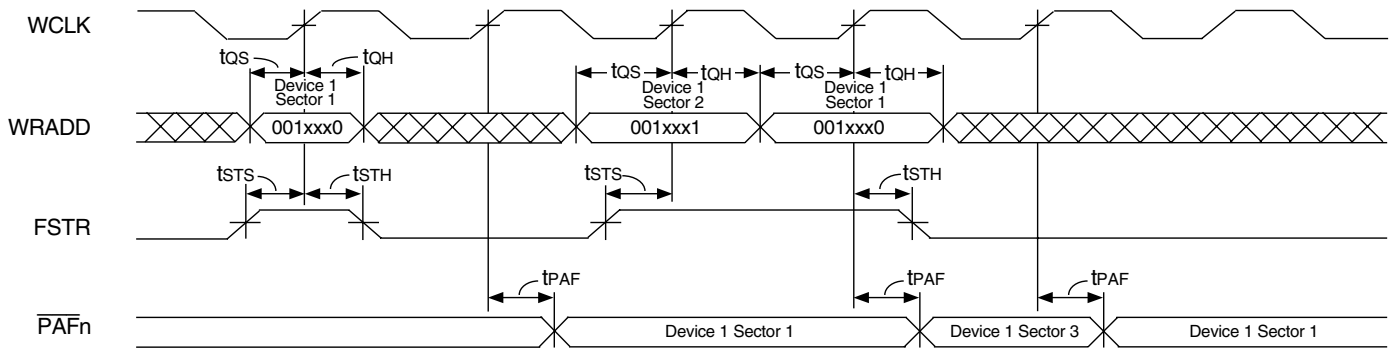 WCLK
tQS tQH tQS tQH tQS tQH
Device 1
Sector 1
Device 1
Sector 2
Device 1
Sector 1
WRADD
001xxx0
001xxx1
001xxx0
tSTS tSTH tSTS tSTH
FSTR
tPAF tPAF tPAF
PAFn
Device 1 Sector 1
Device 1 Sector 3
Device 1 Sector 1